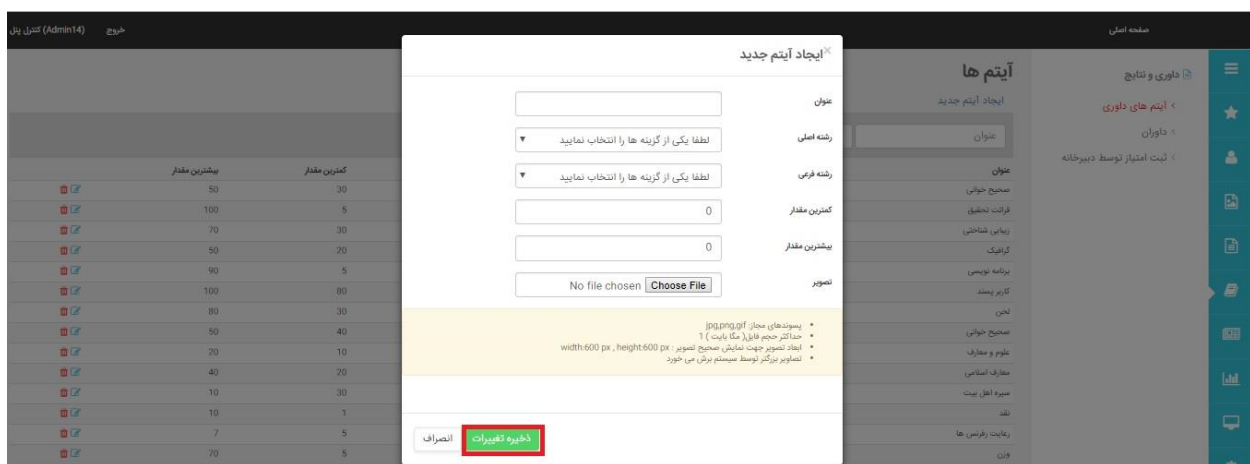 صفحه اصلی
خروج
(Admin14) کنترل پنل
داوری و نتایج
آیتم های داوری
داوران
ثبت امتیاز توسط دبیرخانه
آیتم ها
ایجاد آیتم جدید
عنوان
عنوان کمترین مقدار بیشترین مقدار
صحیح خوانی 30 50
قرائت تحقیق 5 100
زیبایی شناختی 30 70
گرافیک 20 50
برنامه نویسی 5 90
کاربر پسند 80 100
لحن 30 80
صحیح خوانی 40 50
علوم و معارف 10 20
معارف اسلامی 20 40
سیره اهل بیت 30 10
نقد 1 10
رعایت رفرنس ها 5 7
وزن 5 70
ایجاد آیتم جدید
×
عنوان
رشته اصلی
لطفا یکی از گزینه ها را انتخاب نمایید
رشته فرعی
لطفا یکی از گزینه ها را انتخاب نمایید
کمترین مقدار
0
بیشترین مقدار
0
تصویر
Choose File No file chosen
پسوندهای مجاز: jpg,png,gif
حداکثر حجم فایل( مگا بایت ) 1
ابعاد تصویر جهت نمایش صحیح تصویر : width:600 px , height:600 px
تصاویر بزرگتر توسط سیستم برش می خورد
ذخیره تغییرات
انصراف